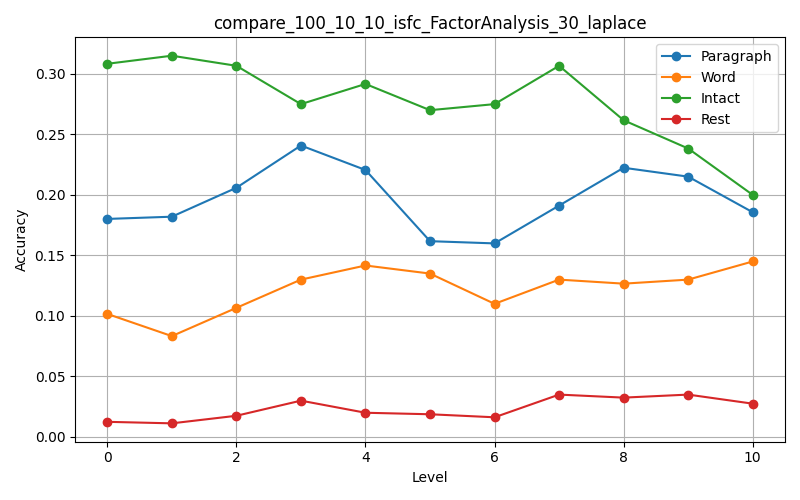 compare_100_10_10_isfc_FactorAnalysis_30_laplace
Accuracy
0.30
0.25
0.20
0.15
0.10
0.05
0.00
Paragraph
Word
Intact
Rest
0 2 4 6 8 10
Level